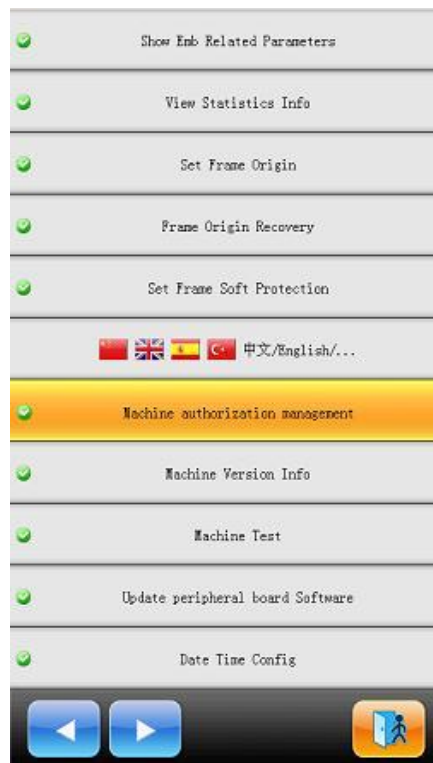 Show Emb Related Parameters
View Statistics Info
Set Frame Origin
Frame Origin Recovery
Set Frame Soft Protection
中文/English/...
Machine authorization management
Machine Version Info
Machine Test
Update peripheral board Software
Date Time Config